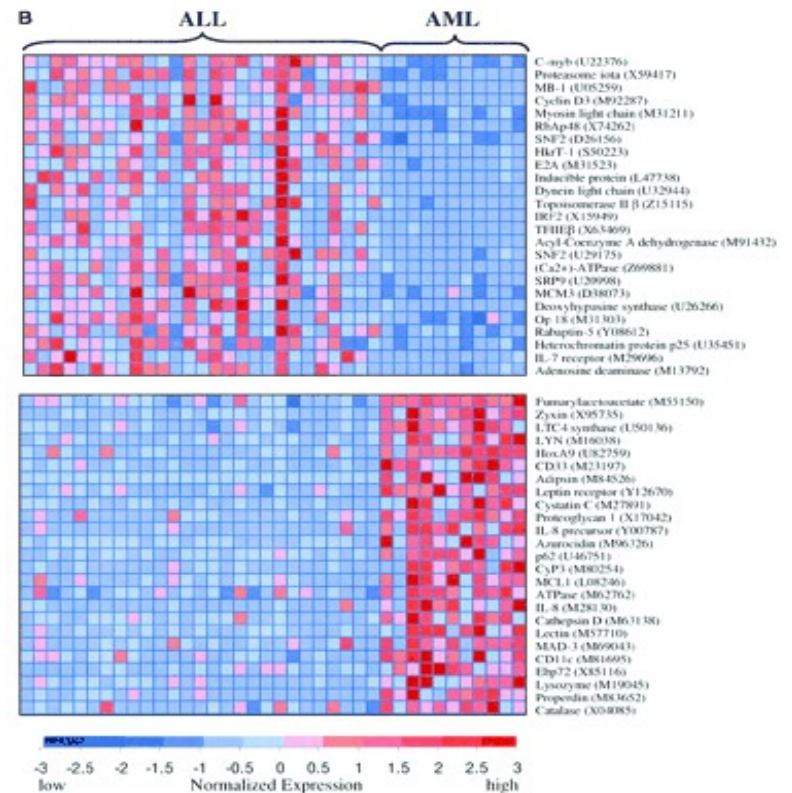 B
ALL AML
C-myb (U22376)
Proteasome iota (X59417)
MB-1 (U05259)
Cyclin D3 (M92287)
Myosin light chain (M31211)
RbAp48 (X74262)
SNF2 (D26156)
HkrT-1 (S50223)
E2A (M31523)
Inducible protein (L47738)
Dynein light chain (U32944)
Topoisomerase II β (Z15115)
IRF2 (X15949)
TFIIEβ (X63469)
Acyl-Coenzyme A dehydrogenase (M91432)
SNF2 (U29175)
(Ca2+)-ATPase (Z69881)
SRP9 (U20998)
MCM3 (D38073)
Deoxyhypusine synthase (U26266)
Op 18 (M31303)
Rabaptin-5 (Y08612)
Heterochromatin protein p25 (U35451)
IL-7 receptor (M29696)
Adenosine deaminase (M13792)
Fumarylacetoacetate (M55150)
Zyxin (X95735)
LTC4 synthase (U50136)
LYN (M16038)
HoxA9 (U82759)
CD33 (M23197)
Adipsin (M84526)
Leptin receptor (Y12670)
Cystatin C (M27891)
Proteoglycan 1 (X17042)
IL-8 precursor (Y00787)
Azurocidin (M96326)
p62 (U46751)
CyP3 (M80254)
MCL1 (L08246)
ATPase (M62762)
IL-8 (M28130)
Cathepsin D (M63138)
Lectin (M57710)
MAD-3 (M69043)
CD11c (M81695)
Ebp72 (X85116)
Lysozyme (M19045)
Properdin (M83652)
Catalase (X04085)
-3 -2.5 -2 -1.5 -1 -0.5 0 0.5 1 1.5 2 2.5 3
low Normalized Expression high